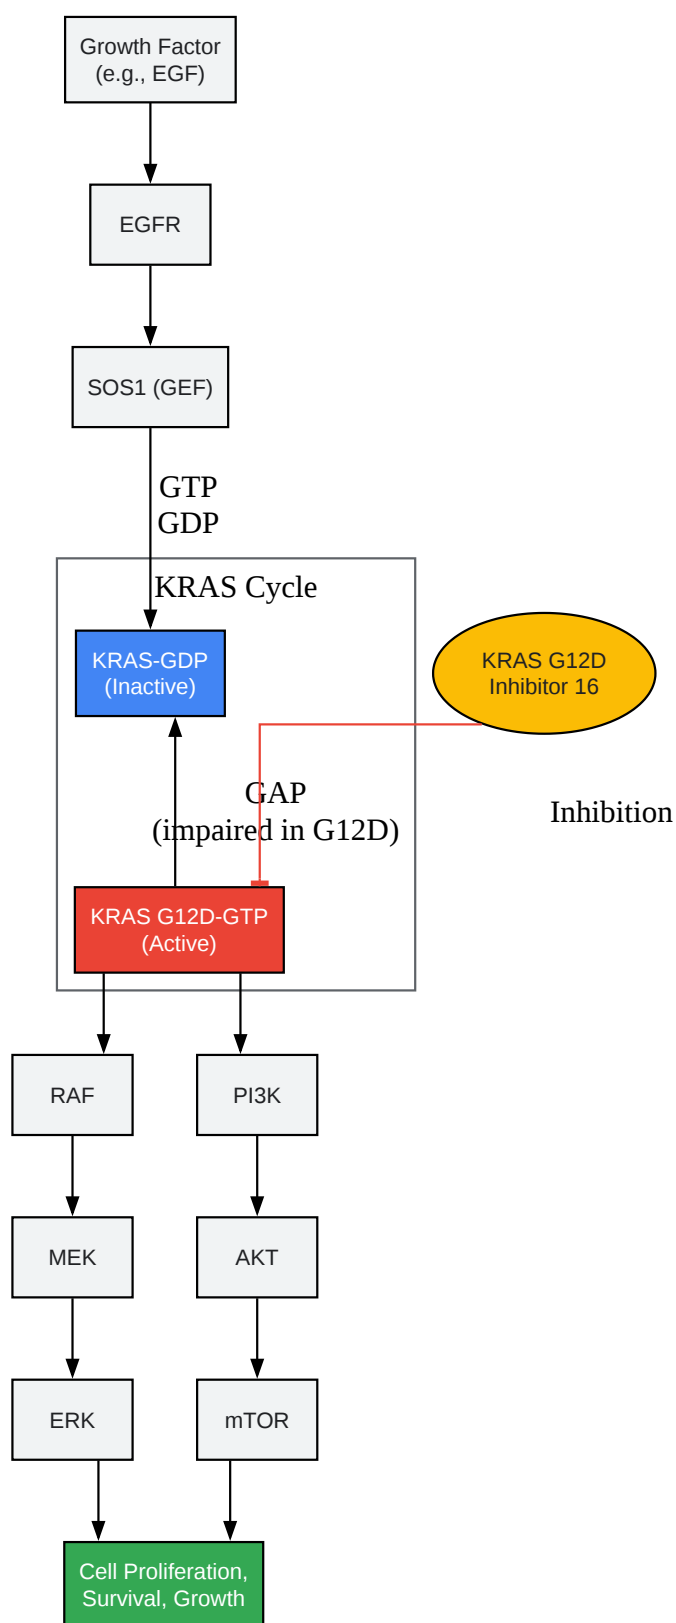 Growth Factor
(e.g., EGF)
EGFR
SOS1 (GEF)
GTP
GDP
KRAS Cycle
KRAS-GDP
(Inactive)
KRAS G12D
Inhibitor 16
GAP
(impaired in G12D)
Inhibition
KRAS G12D-GTP
(Active)
RAF
PI3K
MEK
AKT
ERK
mTOR
Cell Proliferation,
Survival, Growth